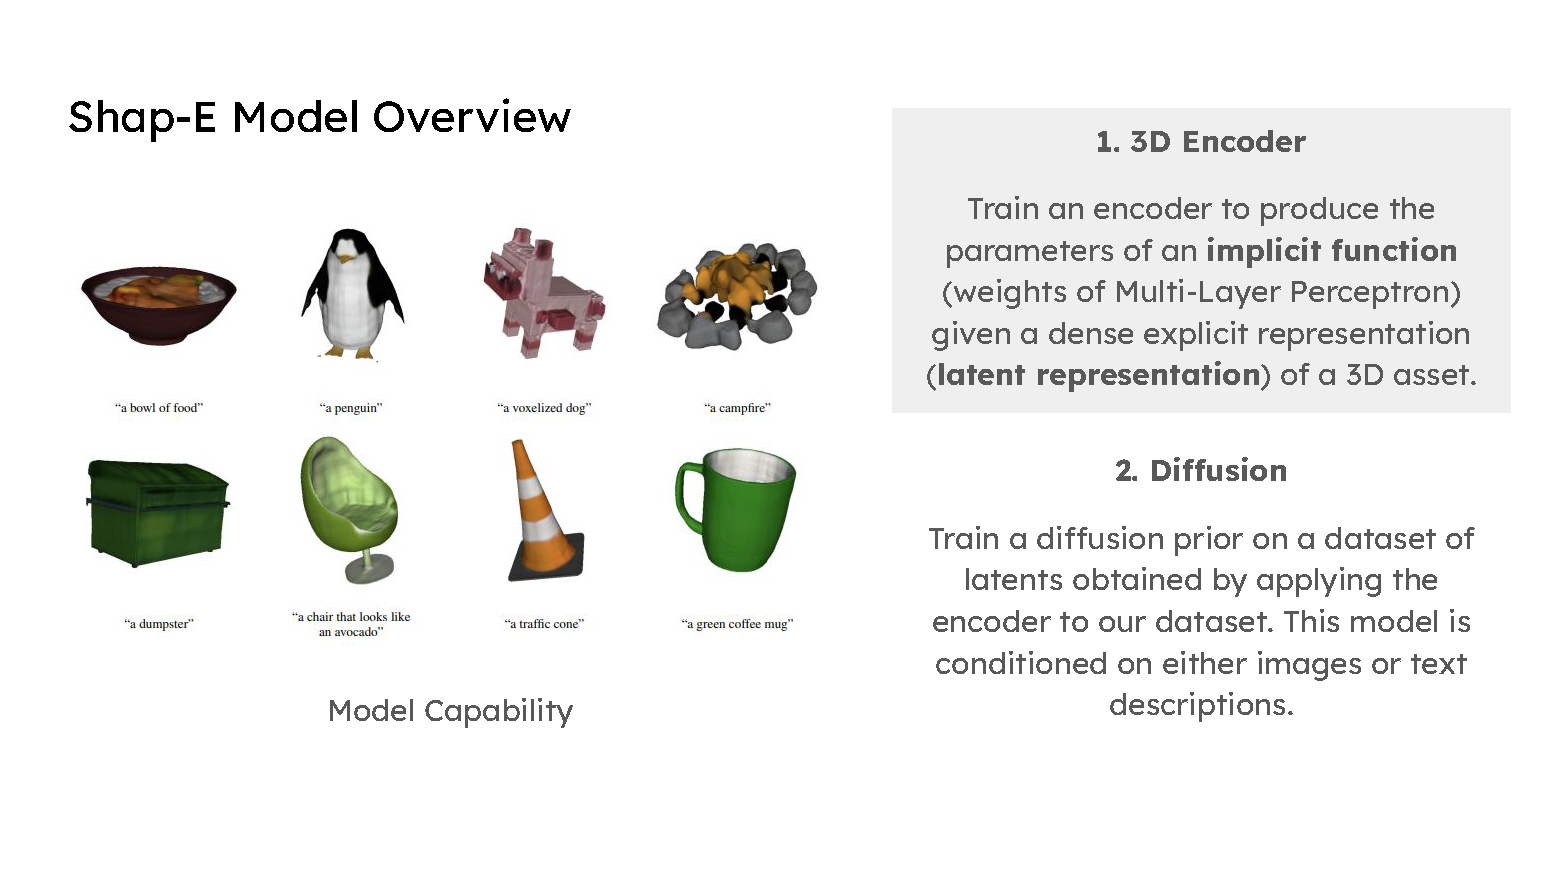 Shap-E Model Overview
“a bowl of food”
“a penguin”
“a voxelized dog”
“a campfire”
“a dumpster”
“a chair that looks like
an avocado”
“a traffic cone”
“a green coffee mug”
Model Capability
1. 3D Encoder
Train an encoder to produce the
parameters of an implicit function
(weights of Multi-Layer Perceptron)
given a dense explicit representation
(latent representation) of a 3D asset.
2. Diffusion
Train a diffusion prior on a dataset of
latents obtained by applying the
encoder to our dataset. This model is
conditioned on either images or text
descriptions.